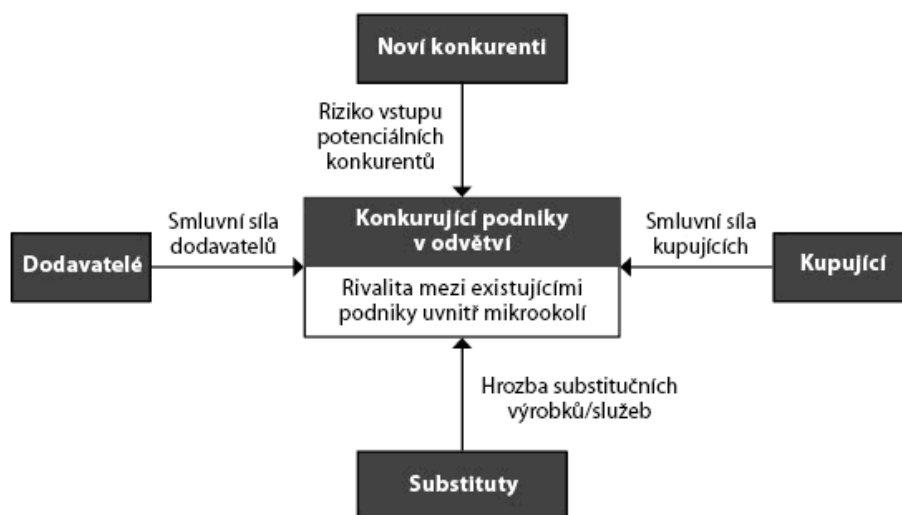 Noví konkurenti
Riziko vstupu
potenciálních
konkurentů
Konkurující podniky
v odvětví
Smluvní síla
dodavatelů
Smluvní síla
kupujících
Dodavatelé
Kupující
Rivalita mezi existujícími
podniky uvnitř mikrookolí
Hrozba substitučních
výrobků/služeb
Substituty